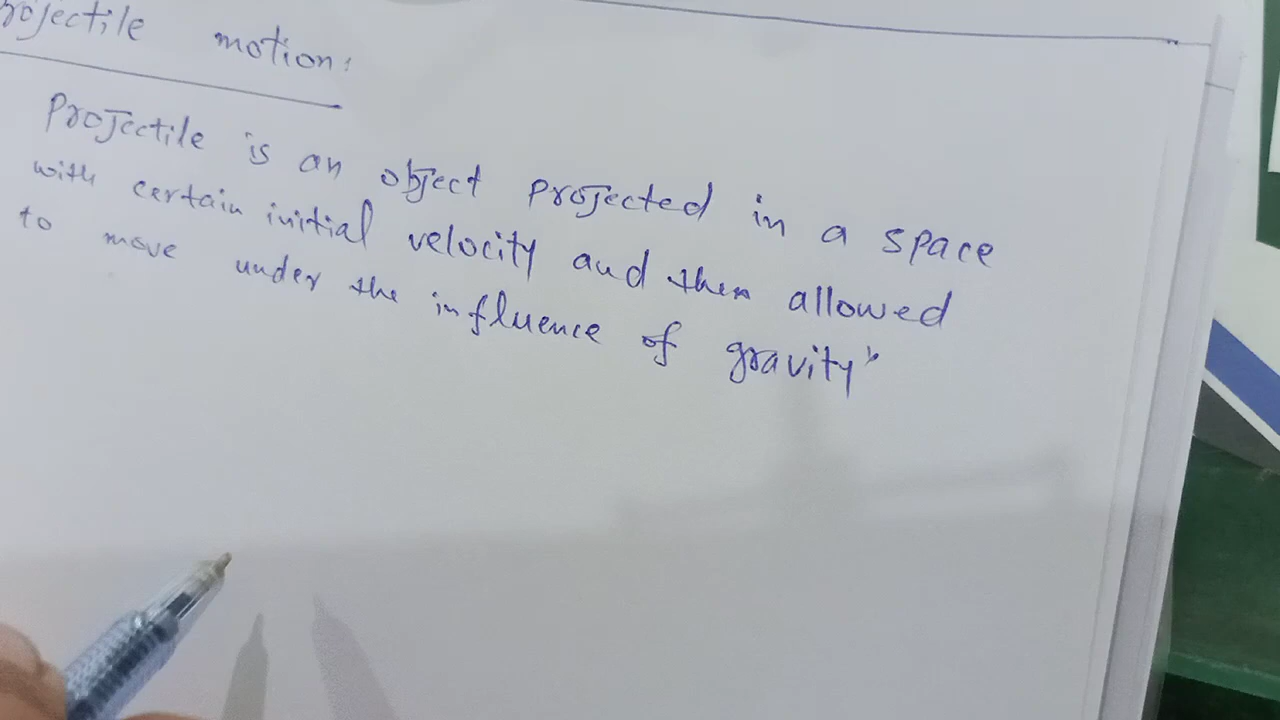 rojectile motion:
Projectile is an object projected in a space
with certain initial velocity and then allowed
to move under the influence of gravity"